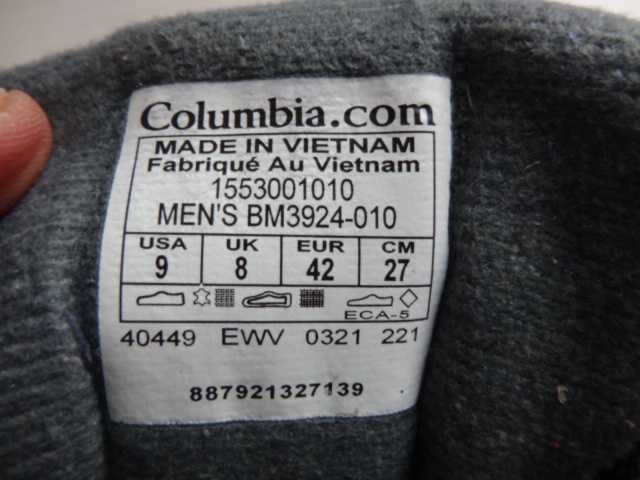 Columbia.com
MADE IN VIETNAM
Fabriqué Au Vietnam
1553001010
MEN'S BM3924-010
USA UK EUR CM
9 8 42 27
ECA-5
40449 EWV 0321 221
887921327139